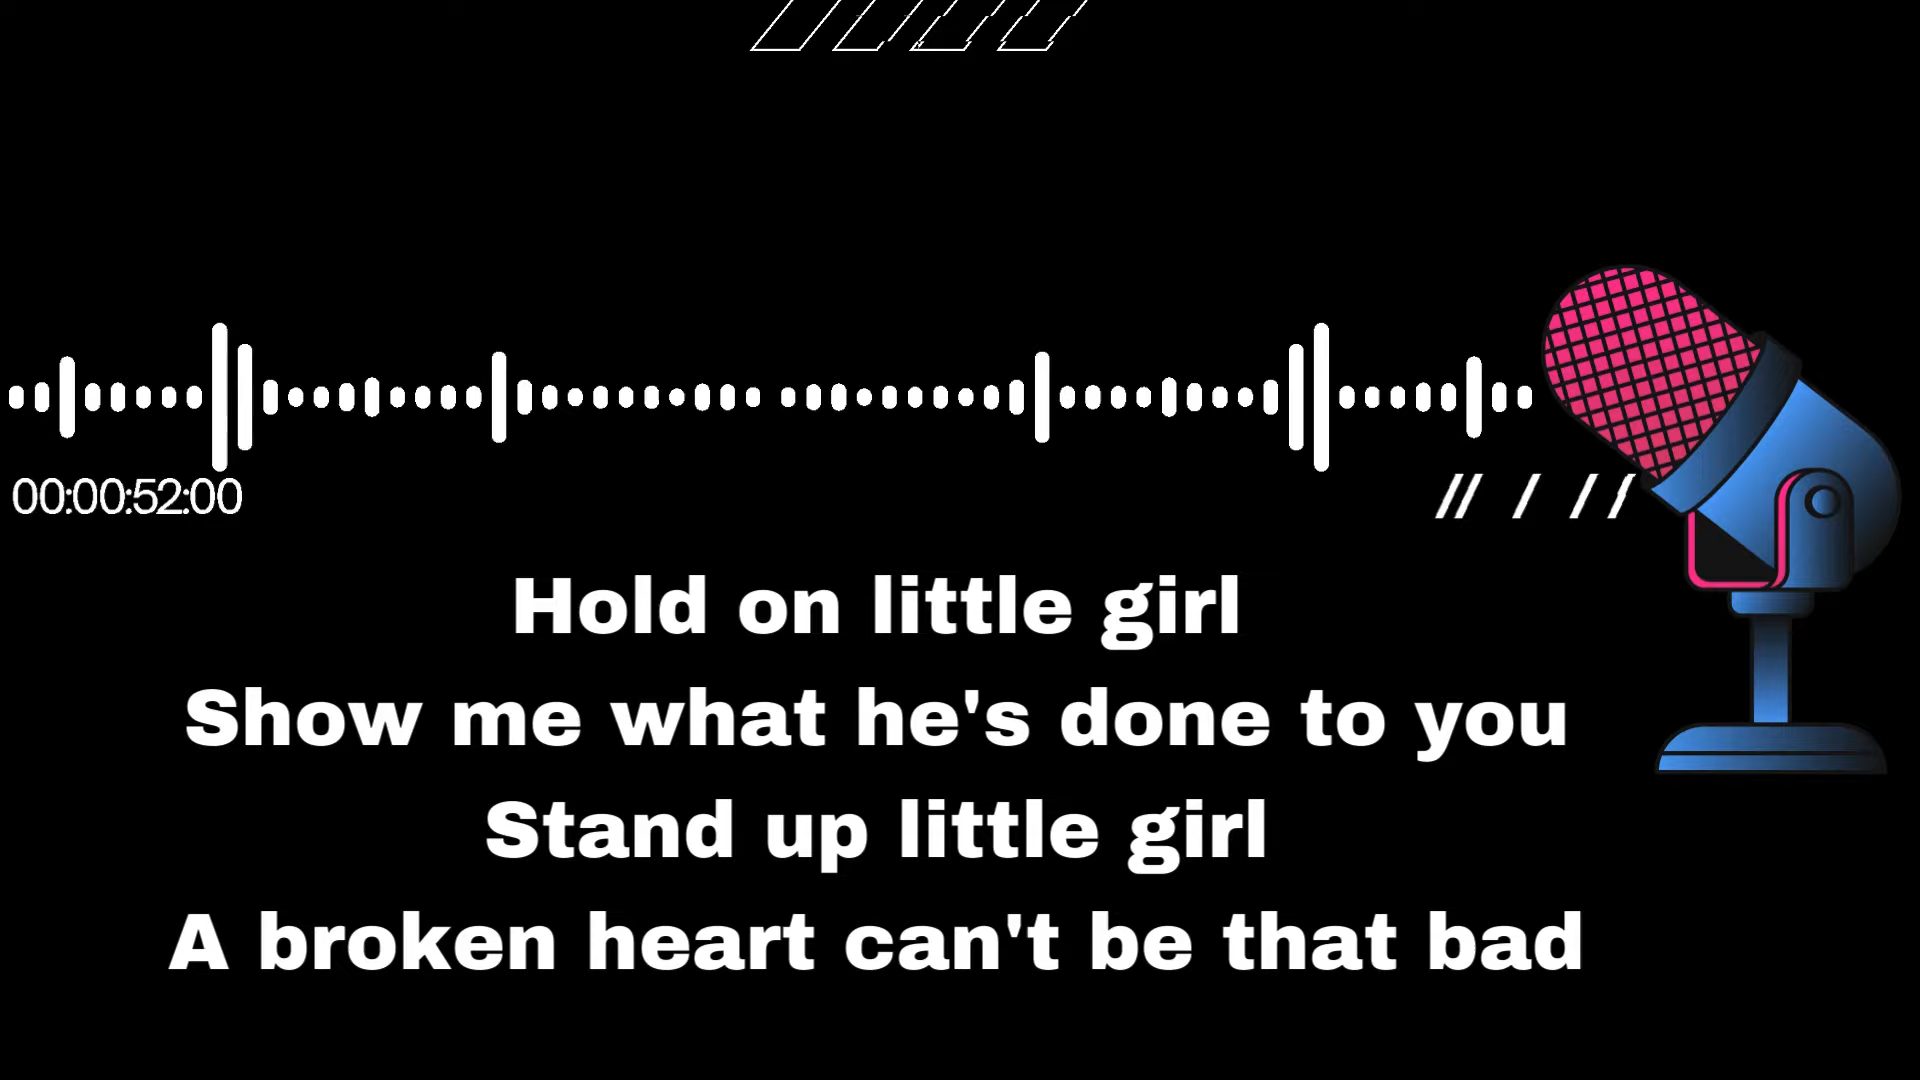 00:00:52:00
Hold on little girl
Show me what he's done to you
Stand up little girl
A broken heart can't be that bad